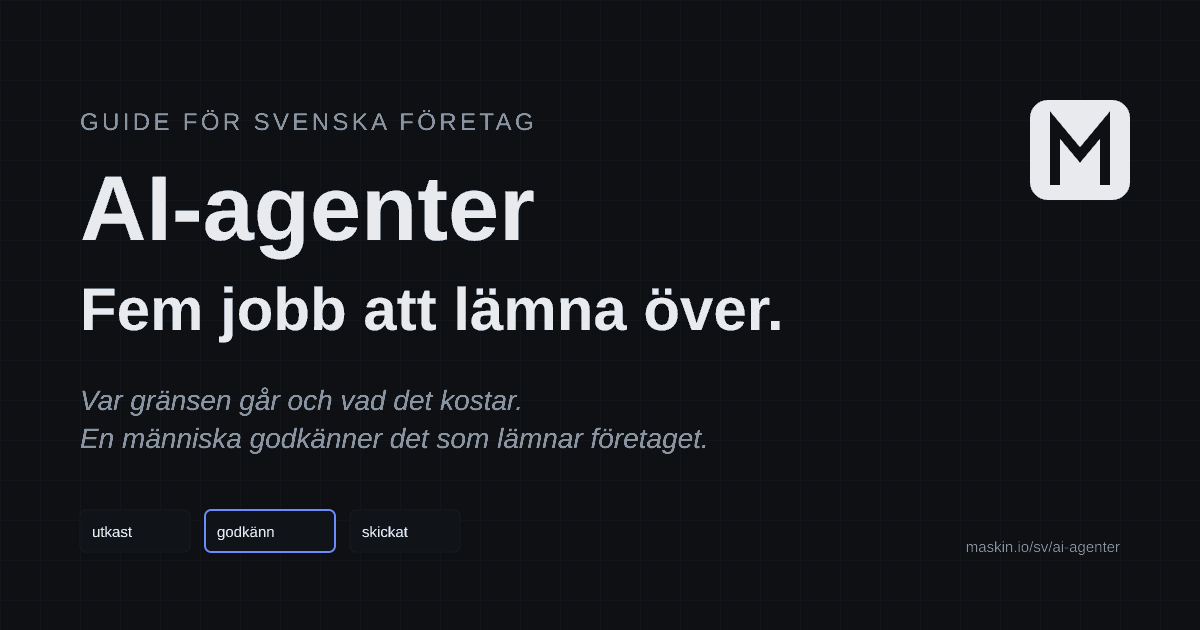 GUIDE FÖR SVENSKA FÖRETAG
M
AI-agenter
Fem jobb att lämna över.
Var gränsen går och vad det kostar.
En människa godkänner det som lämnar företaget.
utkast godkänn skickat
maskin.io/sv/ai-agenter